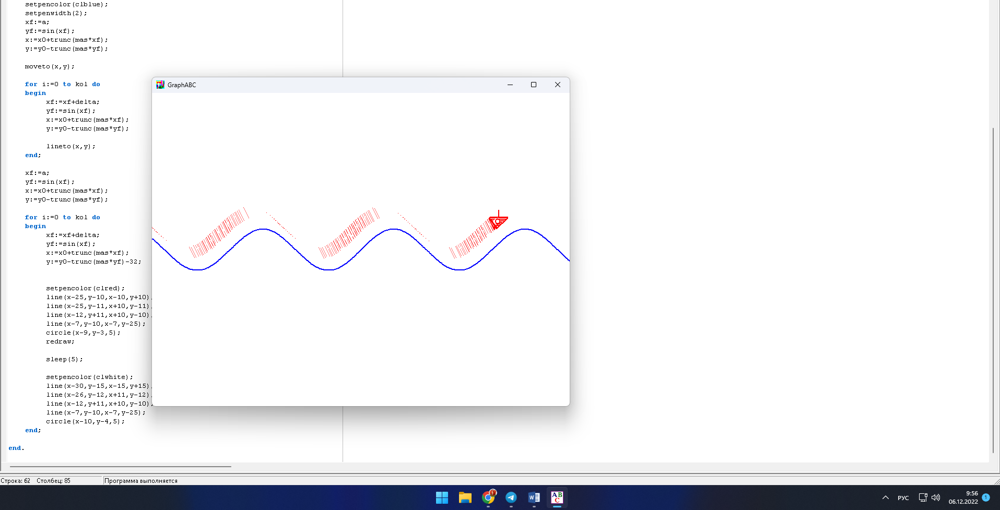 setpencolor(clblue);
setpenwidth(2);
xf:=a;
yf:=sin(xf);
x:=x0+trunc(mas*xf);
y:=y0-trunc(mas*yf);
moveto(x,y);
for i:=0 to kol do
begin
xf:=xf+delta;
yf:=sin(xf);
x:=x0+trunc(mas*xf);
y:=y0-trunc(mas*yf);
lineto(x,y);
end;
xf:=a;
yf:=sin(xf);
x:=x0+trunc(mas*xf);
y:=y0-trunc(mas*yf);
for i:=0 to kol do
begin
xf:=xf+delta;
yf:=sin(xf);
x:=x0+trunc(mas*xf);
y:=y0-trunc(mas*yf)-32;
setpencolor(clred);
line(x-25,y-10,x-10,y+10)
line(x-25,y-11,x+10,y-11)
line(x-12,y+11,x+10,y-10)
line(x-7,y-10,x-7,y-25);
circle(x-9,y-3,5);
redraw;
sleep(5);
setpencolor(clwhite);
line(x-30,y-15,x-15,y+15)
line(x-26,y-12,x+11,y-12)
line(x-12,y+11,x+10,y-10)
line(x-7,y-10,x-7,y-25);
circle(x-10,y-4,5);
end;
end.
GraphABC
Строка: 62 Столбец: 85 Программа выполняется
A B C
РУС
9:56
06.12.2022
1